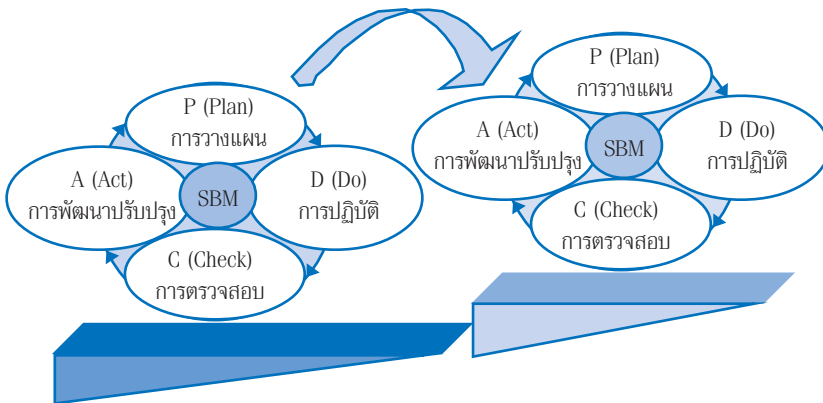 P (Plan)
การวางแผน
A (Act)
การพัฒนาปรับปรุง
SBM
D (Do)
การปฏิบัติ
C (Check)
การตรวจสอบ
P (Plan)
การวางแผน
A (Act)
การพัฒนาปรับปรุง
SBM
D (Do)
การปฏิบัติ
C (Check)
การตรวจสอบ